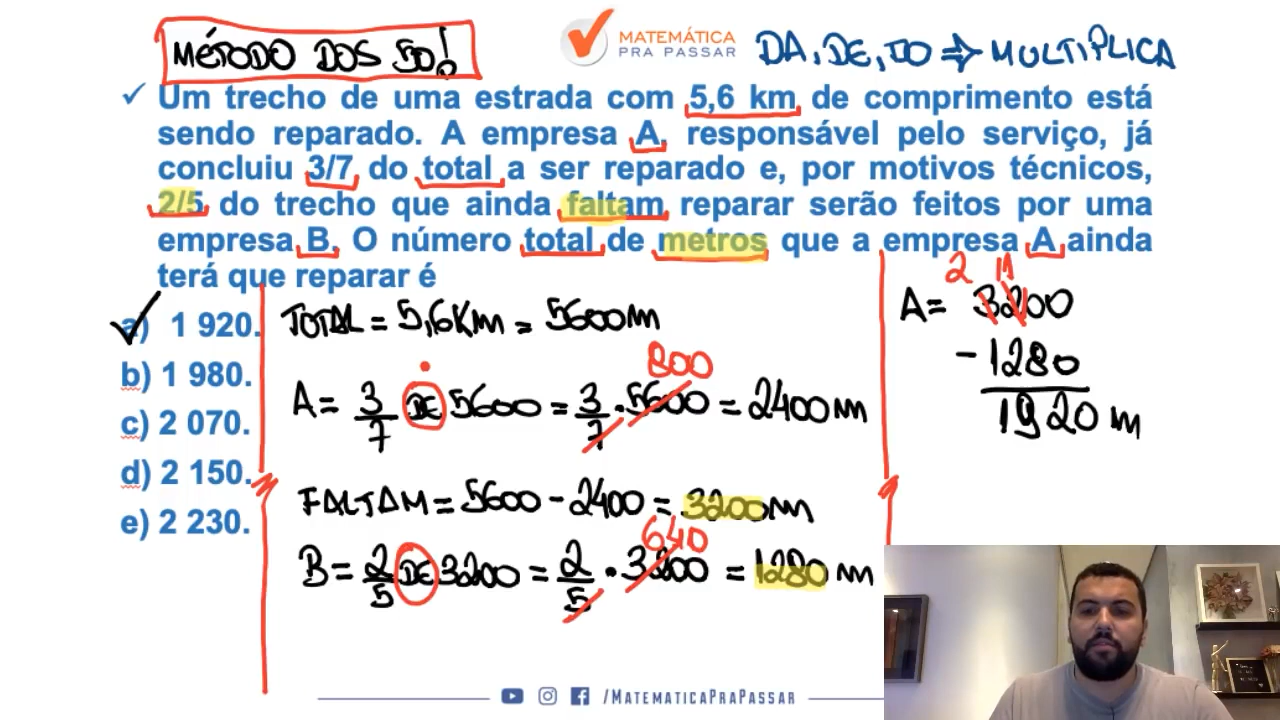 MÉTODO DOS 50!
MATEMÁTICA
PRA PASSAR
DA, DE, DO ⇒ MULTIPLICA
✓ Um trecho de uma estrada com 5,6 km de comprimento está
sendo reparado. A empresa A, responsável pelo serviço, já
concluiu 3/7 do total a ser reparado e, por motivos técnicos,
2/5 do trecho que ainda faltam reparar serão feitos por uma
empresa B. O número total de metros que a empresa A ainda
terá que reparar é
a) 1 920.
b) 1 980.
c) 2 070.
d) 2 150.
e) 2 230.
TOTAL = 5,6KM = 5600m
800
A = 3/7 DE 5600 = 3/7 · 5600 = 2400m
FALTAM = 5600 - 2400 = 3200m
640
B = 2/5 DE 3200 = 2/5 · 3200 = 1280 m
2 11
A = 3200
- 1280
1920 m
/MATEMATICAPRAPASSAR